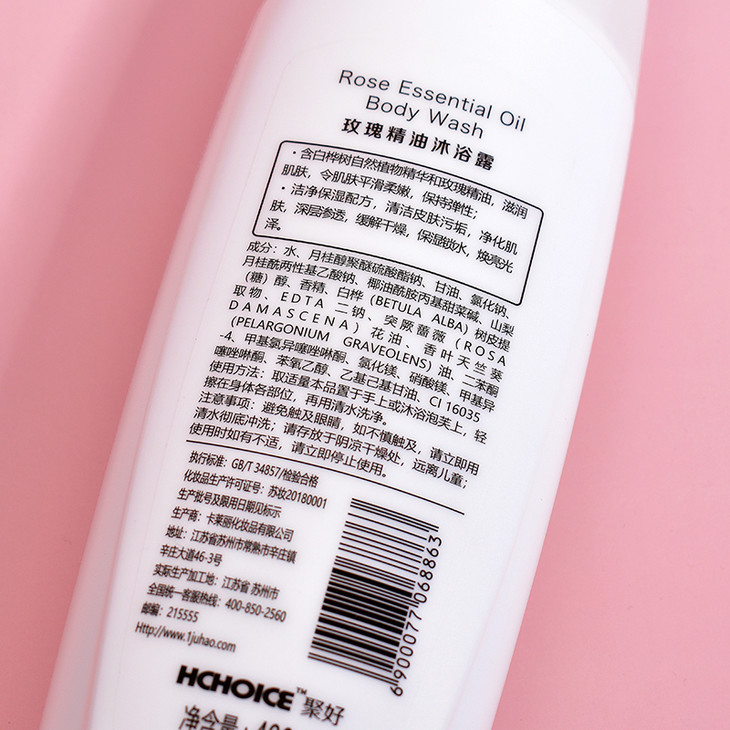 Rose Essential Oil
Body Wash
玫瑰精油沐浴露
·含白桦树自然植物精华和玫瑰精油，滋润
肌肤，令肌肤平滑柔嫩，保持弹性；
·洁净保湿配方，清洁皮肤污垢，净化肌
肤，深层渗透，缓解干燥，保湿锁水，焕亮光
泽。
成分：水、月桂醇聚醚硫酸酯钠、甘油、氯化钠、
月桂酰两性基乙酸钠、椰油酰胺丙基甜菜碱、山梨
(糖）醇、香精、白桦 (BETULA ALBA) 树皮提
取物、EDTA 二钠、突厥蔷薇 (ROSA
DAMASCENA) 花油、香叶天竺葵
(PELARGONIUM GRAVEOLENS) 油、二苯酮
-4、甲基氯异噻唑啉酮、氯化镁、硝酸镁、甲基异
噻唑啉酮、苯氧乙醇、乙基己基甘油、CI 16035
使用方法：取适量本品置于手上或沐浴泡芙上，轻
擦在身体各部位，再用清水洗净。
注意事项：避免触及眼睛，如不慎触及，请立即用
清水彻底冲洗；请存放于阴凉干燥处，远离儿童；
使用时如有不适，请立即停止使用。
执行标准：GB/T 34857/检验合格
化妆品生产许可证号：苏妆20180001
生产批号及限用日期见标示
生产商：卡莱丽化妆品有限公司
地址：江苏省苏州市常熟市辛庄镇
辛庄大道46-3号
实际生产加工地：江苏省 苏州市
全国统一客服热线：400-850-2560
邮编：215555
Http://www.1juhao.com
6900077068863
HCHOICE™ 聚好
净含量: